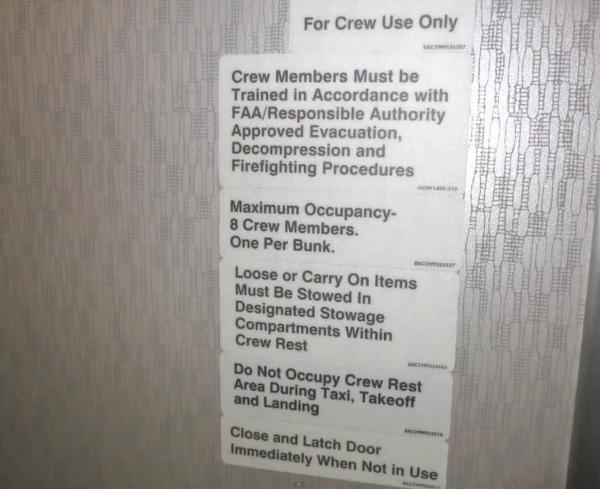 For Crew Use Only
Crew Members Must be
Trained in Accordance with
FAA/Responsible Authority
Approved Evacuation,
Decompression and
Firefighting Procedures
Maximum Occupancy-
8 Crew Members.
One Per Bunk.
Loose or Carry On Items
Must Be Stowed In
Designated Stowage
Compartments Within
Crew Rest
Do Not Occupy Crew Rest
Area During Taxi, Takeoff
and Landing
Close and Latch Door
Immediately When Not in Use